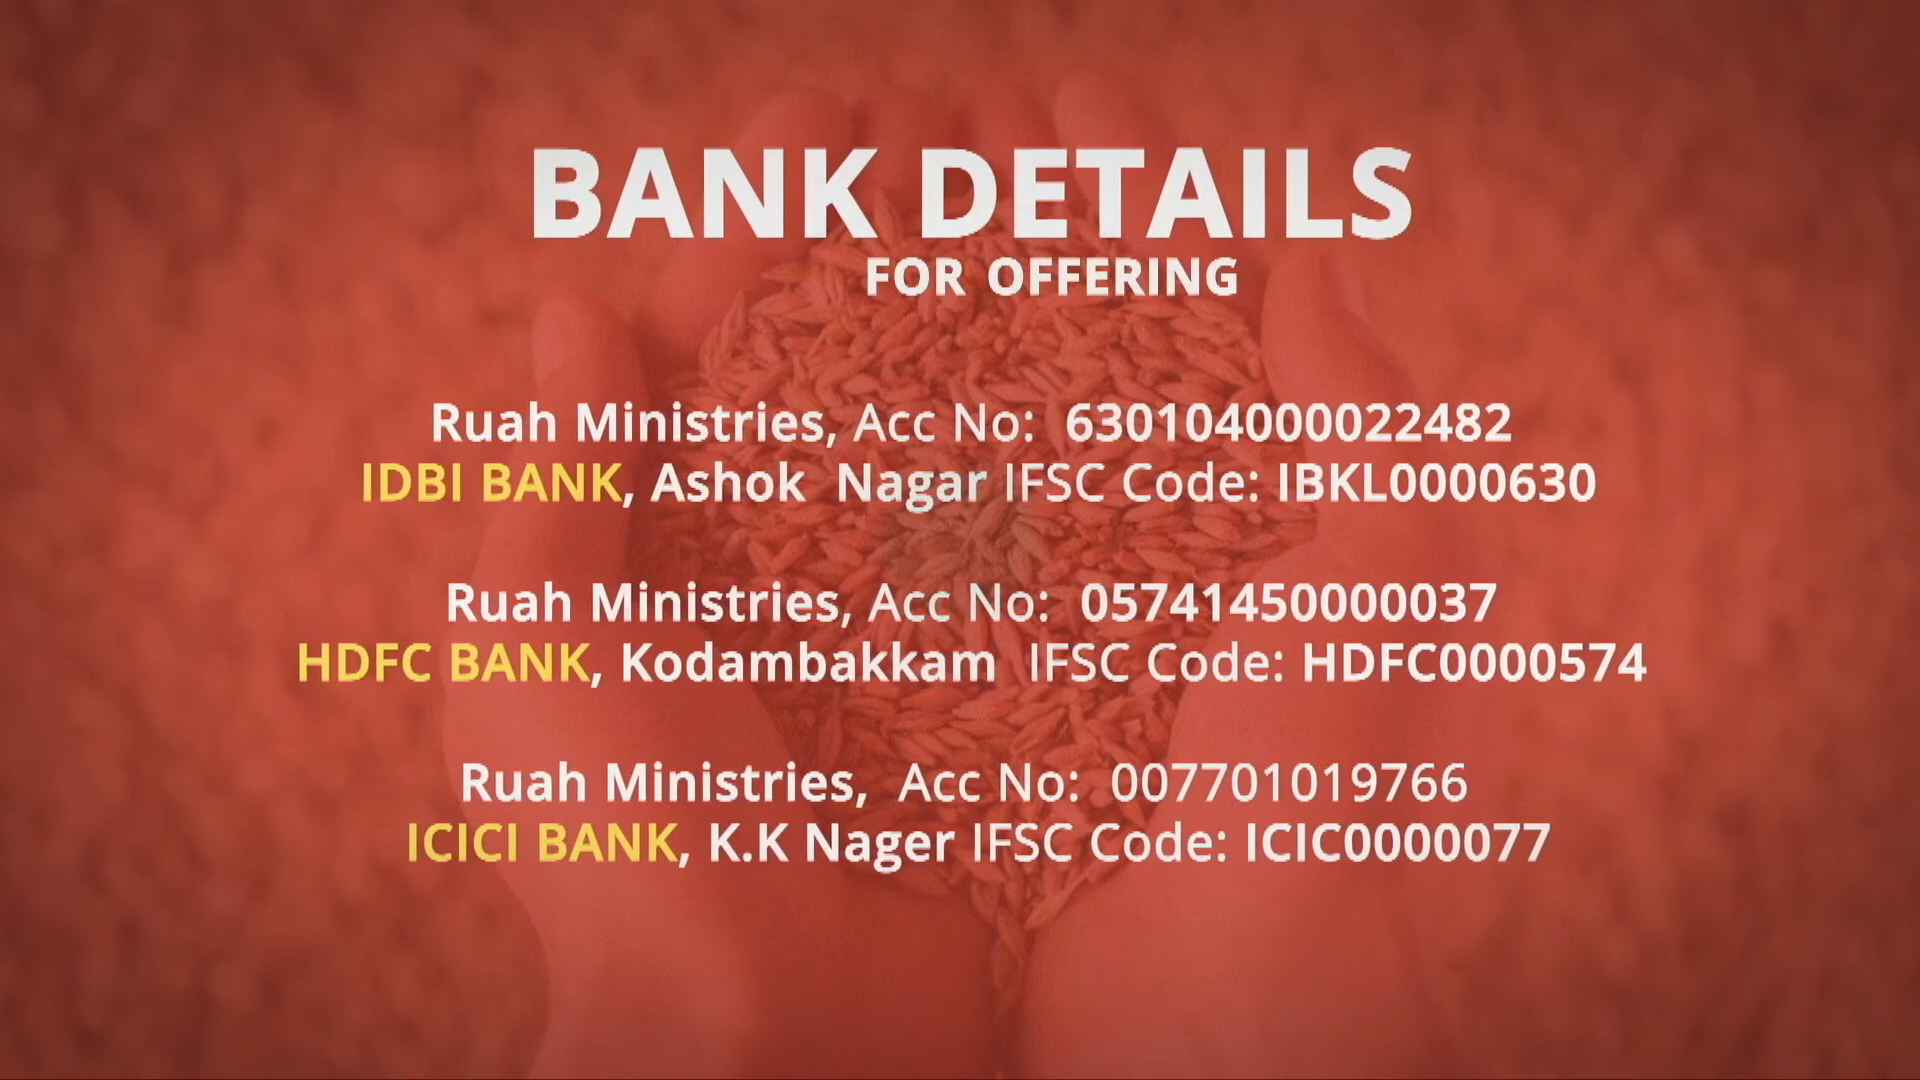 BANK DETAILS
FOR OFFERING
Ruah Ministries, Acc No: 630104000022482
IDBI BANK, Ashok Nagar IFSC Code: IBKL0000630
Ruah Ministries, Acc No: 05741450000037
HDFC BANK, Kodambakkam IFSC Code: HDFC0000574
Ruah Ministries, Acc No: 007701019766
ICICI BANK, K.K Nager IFSC Code: ICIC0000077